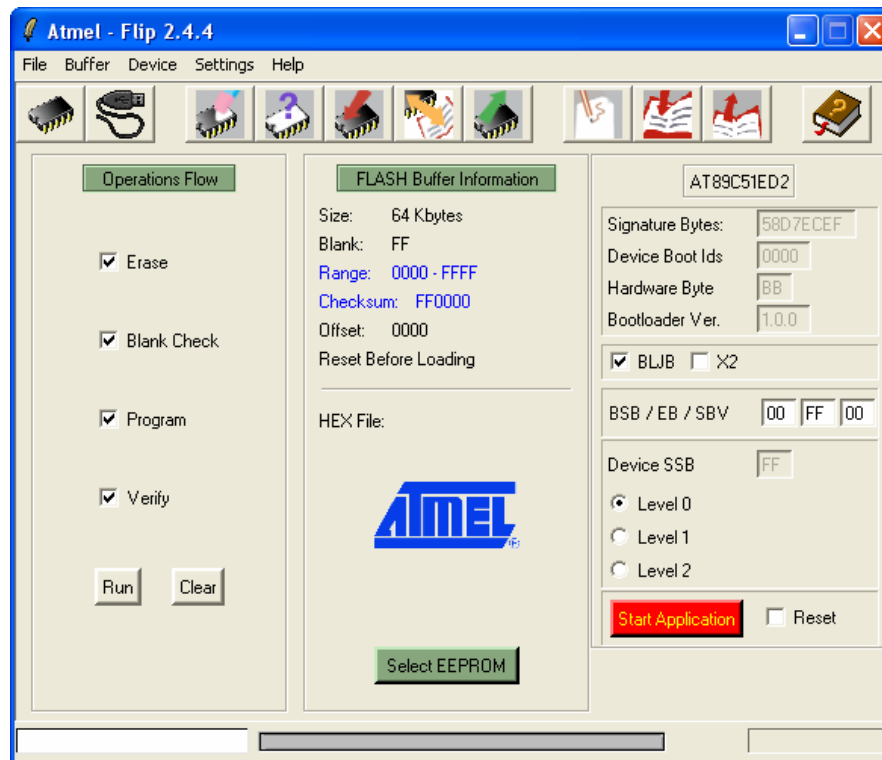 Atmel - Flip 2.4.4
File Buffer Device Settings Help
Operations Flow
Erase
Blank Check
Program
Verify
Run Clear
FLASH Buffer Information
Size: 64 Kbytes
Blank: FF
Range: 0000 - FFFF
Checksum: FF0000
Offset: 0000
Reset Before Loading
HEX File:
ATMEL ®
Select EEPROM
AT89C51ED2
Signature Bytes: 58D7ECEF
Device Boot Ids 0000
Hardware Byte BB
Bootloader Ver. 1.0.0
BLJB X2
BSB / EB / SBV 00 FF 00
Device SSB FF
Level 0
Level 1
Level 2
Start Application Reset